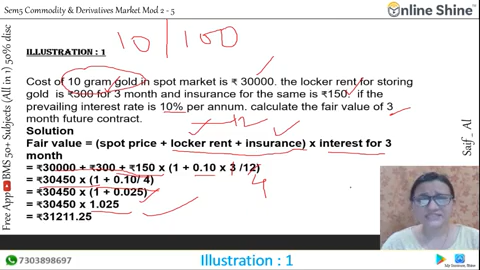 Sem5 Commodity & Derivatives Market Mod 2 - 5
Online Shine
10 / 100
ILLUSTRATION : 1
Cost of 10 gram gold in spot market is ₹ 30000. the locker rent for storing
gold is ₹300 for 3 month and insurance for the same is ₹150. if the
prevailing interest rate is 10% per annum. calculate the fair value of 3
month future contract.
12
Solution
Fair value = (spot price + locker rent + insurance) x interest for 3
month
= ₹30000 + ₹300 + ₹150 x (1 + 0.10 x 3 /12)
4
= ₹30450 x (1 + 0.10/ 4)
= ₹30450 x (1 + 0.025)
= ₹30450 x 1.025
= ₹31211.25
Free App BMS 50+ Subjects (All in 1) 50% disc
Saif_Al
7303898697
Illustration : 1